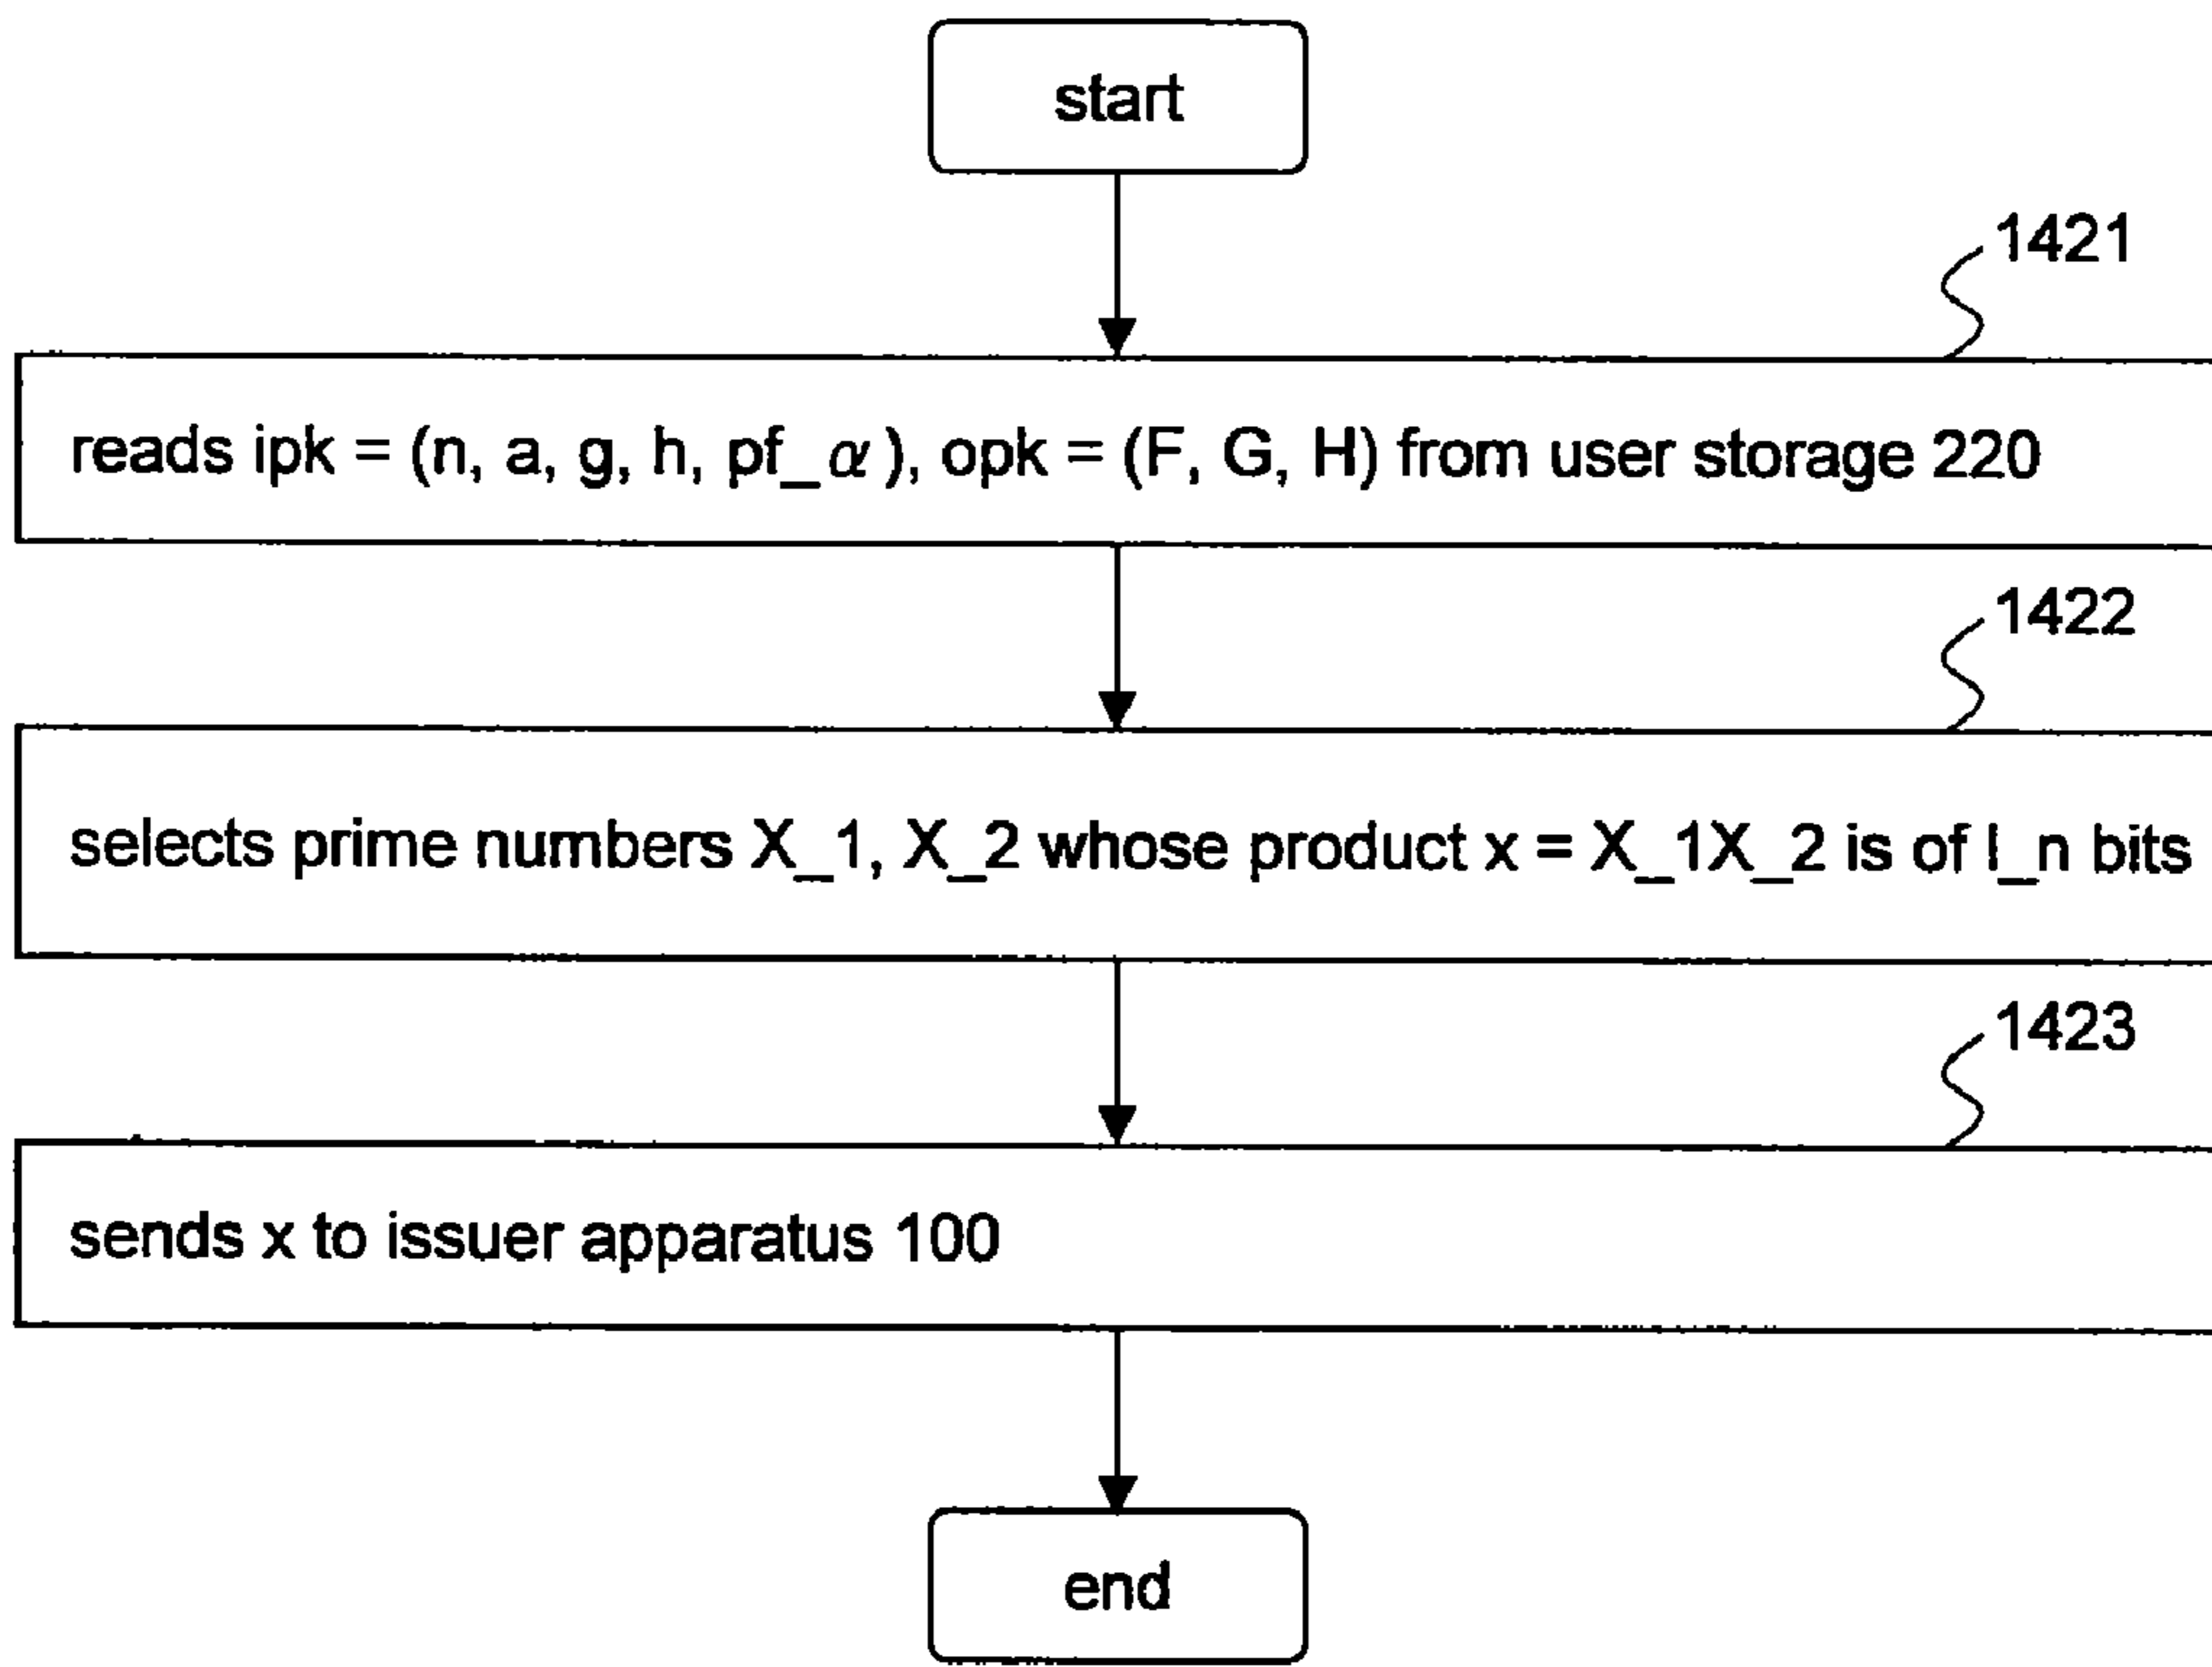 start
1421
reads ipk = (n, a, g, h, pf_α), opk = (F, G, H) from user storage 220
1422
selects prime numbers X_1, X_2 whose product x = X_1X_2 is of l_n bits
1423
sends x to issuer apparatus 100
end